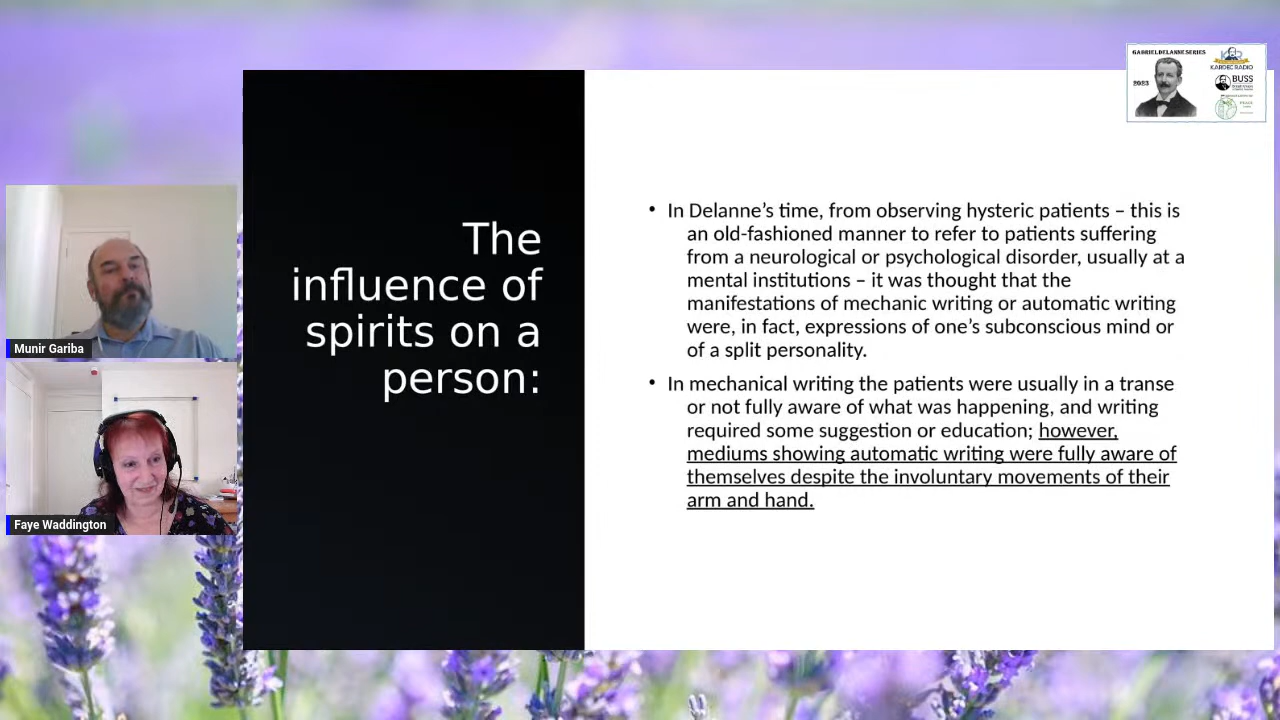 GABRIEL DELANNE SERIES
2023
KARDEC RADIO
BUSS
The
influence of
spirits on a
person:
• In Delanne's time, from observing hysteric patients – this is
an old-fashioned manner to refer to patients suffering
from a neurological or psychological disorder, usually at a
mental institutions – it was thought that the
manifestations of mechanic writing or automatic writing
were, in fact, expressions of one's subconscious mind or
of a split personality.
• In mechanical writing the patients were usually in a transe
or not fully aware of what was happening, and writing
required some suggestion or education; however,
mediums showing automatic writing were fully aware of
themselves despite the involuntary movements of their
arm and hand.
Munir Gariba
Faye Waddington